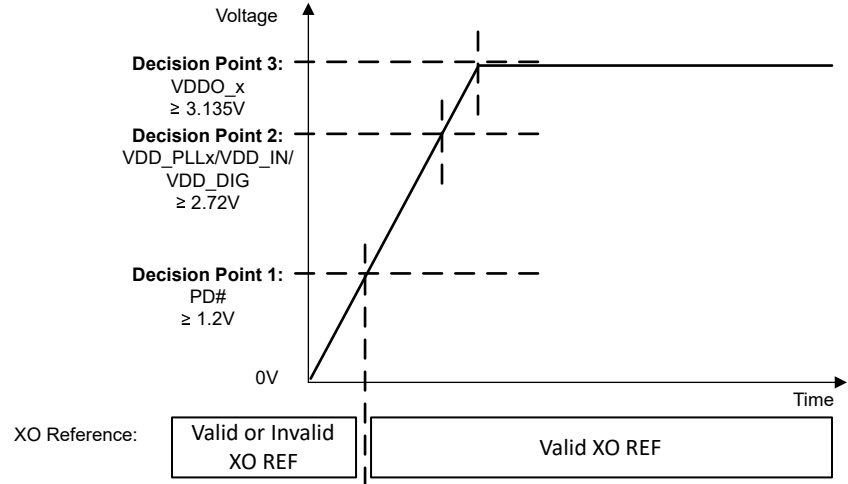 Voltage
Decision Point 3:
VDDO_x
≥ 3.135V
Decision Point 2:
VDD_PLLx/VDD_IN/
VDD_DIG
≥ 2.72V
Decision Point 1:
PD#
≥ 1.2V
0V
Time
XO Reference:
Valid or Invalid
XO REF
Valid XO REF